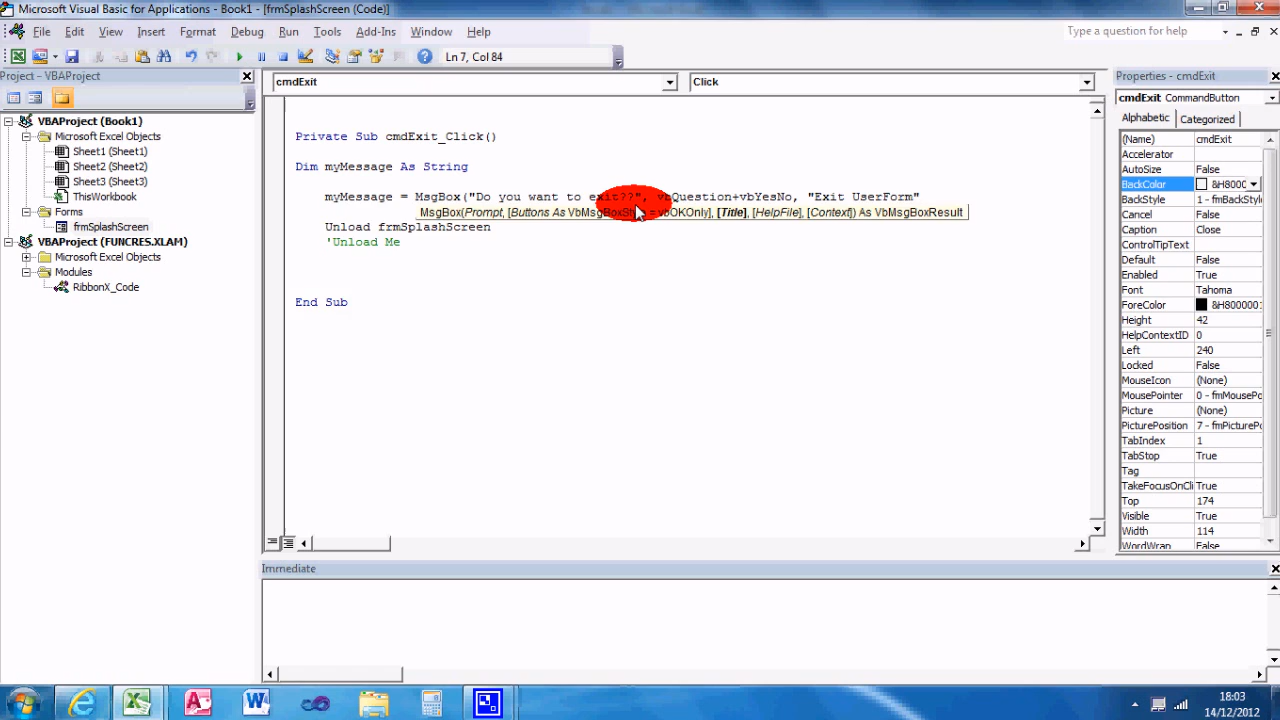 Microsoft Visual Basic for Applications - Book1 - [frmSplashScreen (Code)]
File Edit View Insert Format Debug Run Tools Add-Ins Window Help
Type a question for help
Ln 7, Col 84
Project - VBAProject
VBAProject (Book1)
Microsoft Excel Objects
Sheet1 (Sheet1)
Sheet2 (Sheet2)
Sheet3 (Sheet3)
ThisWorkbook
Forms
frmSplashScreen
VBAProject (FUNCRES.XLAM)
Microsoft Excel Objects
Modules
RibbonX_Code
cmdExit Click
Private Sub cmdExit_Click()
Dim myMessage As String
myMessage = MsgBox("Do you want to exit??", vbQuestion+vbYesNo, "Exit UserForm"
MsgBox(Prompt, [Buttons As = vbOKOnly], [Title], [HelpFile], [Context]) As VbMsgBoxResult
Unload frmSplashScreen
'Unload Me
End Sub
Immediate
Properties - cmdExit
cmdExit CommandButton
Alphabetic Categorized
(Name) cmdExit
Accelerator
AutoSize False
BackColor &H8000
BackStyle 1 - fmBackStyle
Cancel False
Caption Close
ControlTipText
Default False
Enabled True
Font Tahoma
ForeColor &H8000001
Height 42
HelpContextID 0
Left 240
Locked False
MouseIcon (None)
MousePointer 0 - fmMousePo
Picture (None)
PicturePosition 7 - fmPicturePo
TabIndex 1
TabStop True
Tag
TakeFocusOnCli True
Top 174
Visible True
Width 114
WordWrap False
18:03
14/12/2012